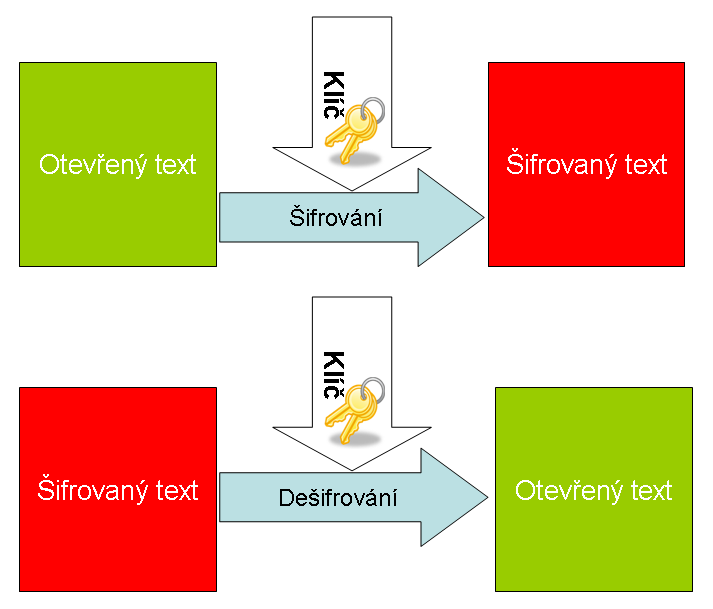 Klíč
Otevřený text
Šifrovaný text
Šifrování
Klíč
Šifrovaný text
Dešifrování
Otevřený text